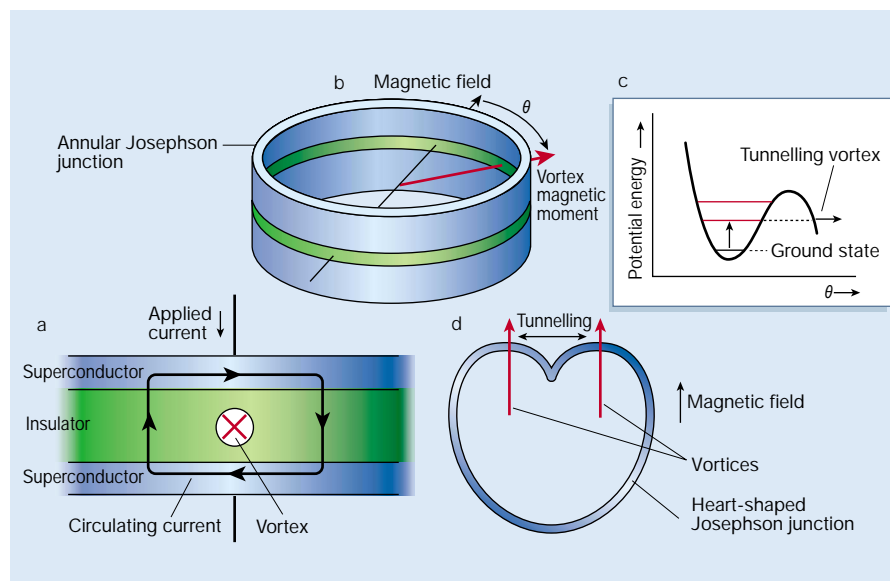 b
Magnetic field
θ
Annular Josephson
junction
Vortex
magnetic
moment
c
Potential energy
Tunnelling vortex
Ground state
θ
a
Applied
current
Superconductor
Insulator
Superconductor
Circulating current
Vortex
d
Tunnelling
Magnetic field
Vortices
Heart-shaped
Josephson junction